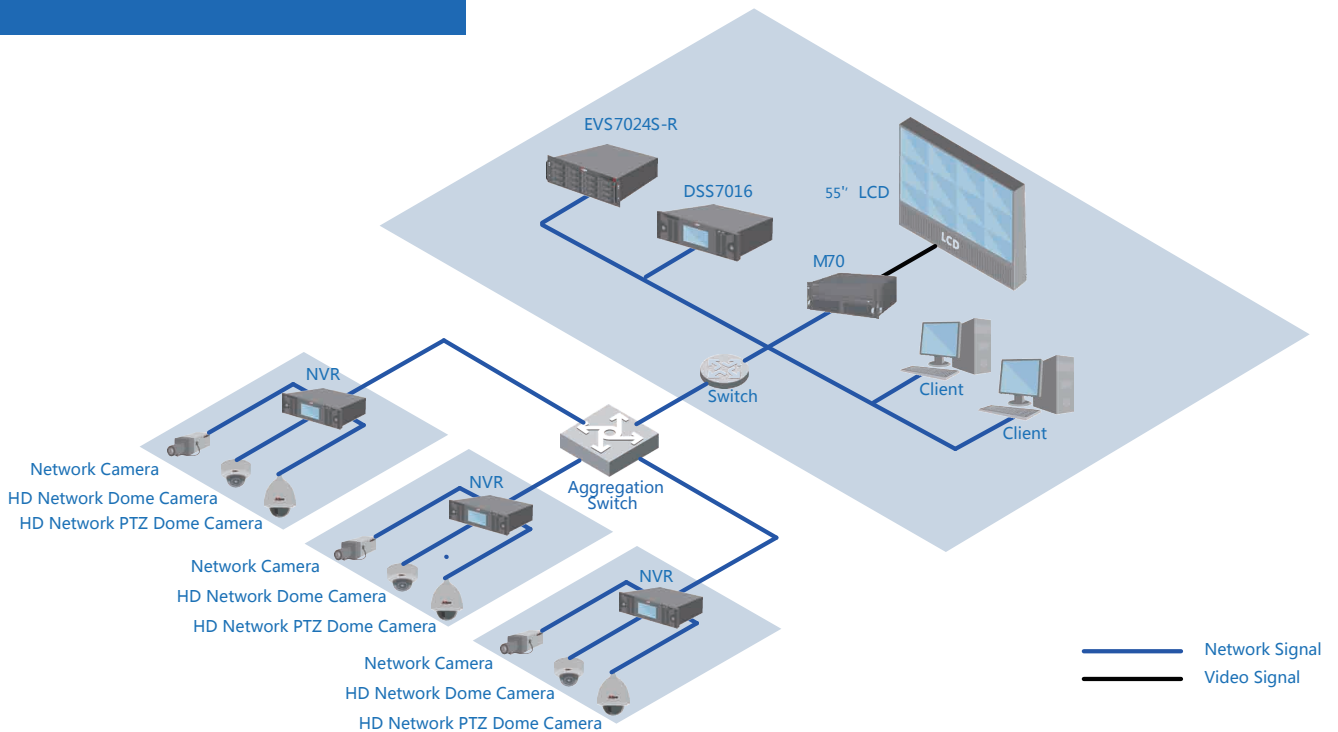 EVS7024S-R
DSS7016
55" LCD
LCD
M70
Switch
Client
Client
NVR
Aggregation
Switch
Network Camera
HD Network Dome Camera
HD Network PTZ Dome Camera
NVR
Network Camera
HD Network Dome Camera
HD Network PTZ Dome Camera
NVR
Network Camera
HD Network Dome Camera
HD Network PTZ Dome Camera
Network Signal
Video Signal